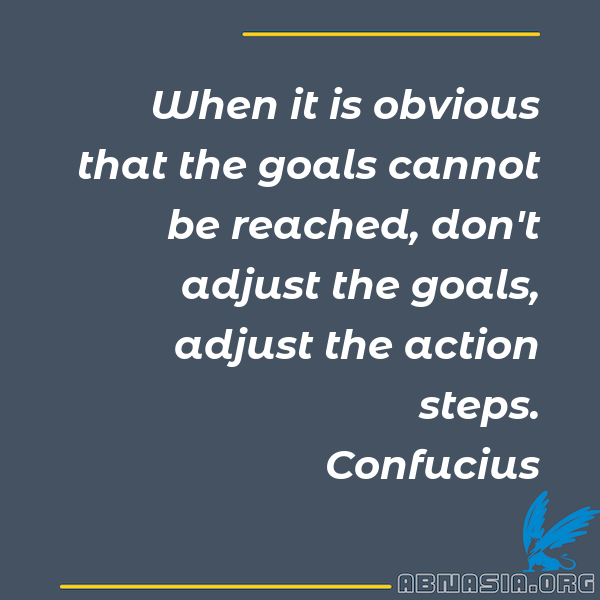 When it is obvious
that the goals cannot
be reached, don't
adjust the goals,
adjust the action
steps.
Confucius
ABNASIA.ORG